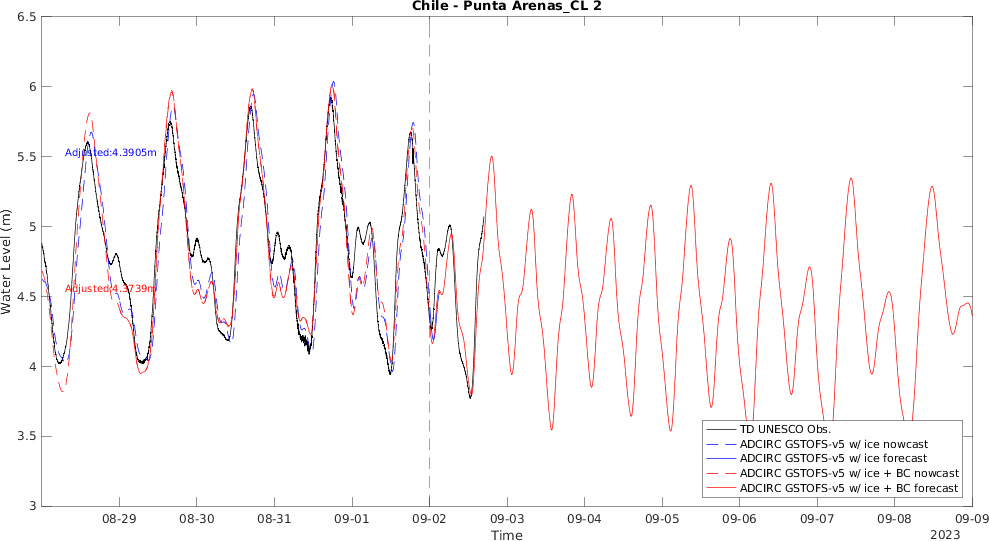 Chile - Punta Arenas_CL 2
6.5
6
5.5
5
4.5
4
3.5
3
Water Level (m)
Adjusted:4.3905m
Adjusted:4.3739m
TD UNESCO Obs.
ADCIRC GSTOFS-v5 w/ ice nowcast
ADCIRC GSTOFS-v5 w/ ice forecast
ADCIRC GSTOFS-v5 w/ ice + BC nowcast
ADCIRC GSTOFS-v5 w/ ice + BC forecast
08-29 08-30 08-31 09-01 09-02 09-03 09-04 09-05 09-06 09-07 09-08 09-09
Time
2023